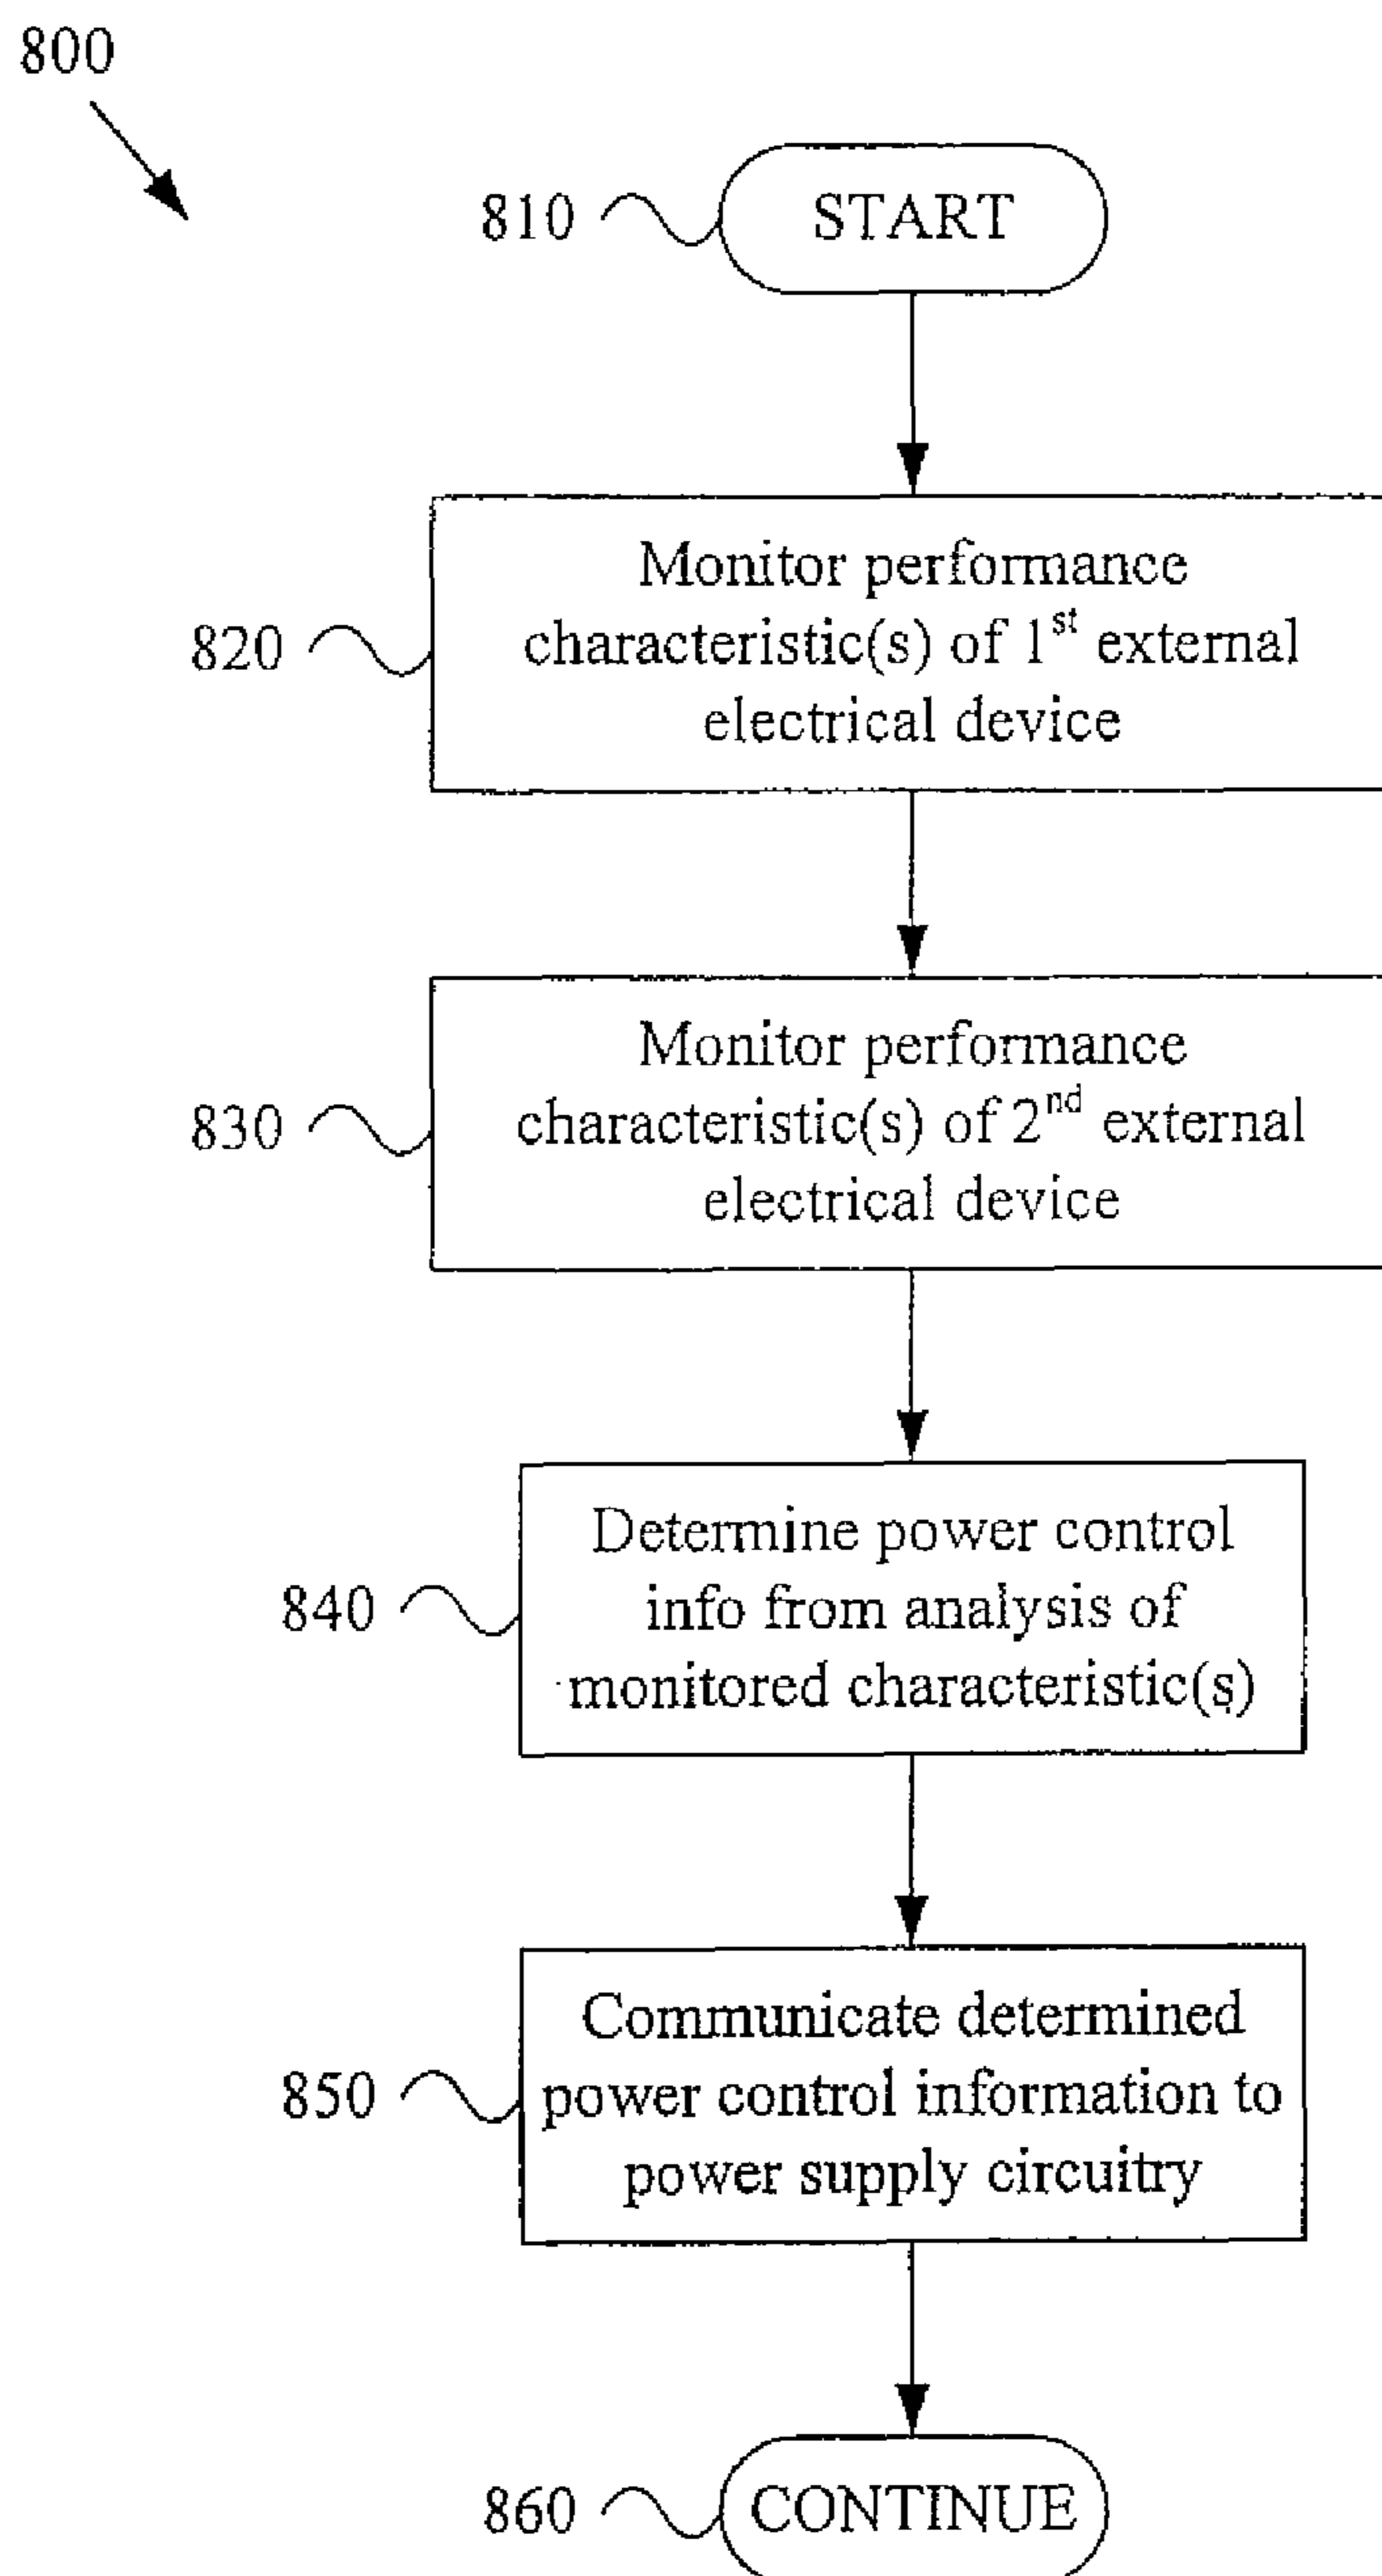 800
810
START
820
Monitor performance
characteristic(s) of 1st external
electrical device
830
Monitor performance
characteristic(s) of 2nd external
electrical device
840
Determine power control
info from analysis of
monitored characteristic(s)
850
Communicate determined
power control information to
power supply circuitry
860
CONTINUE